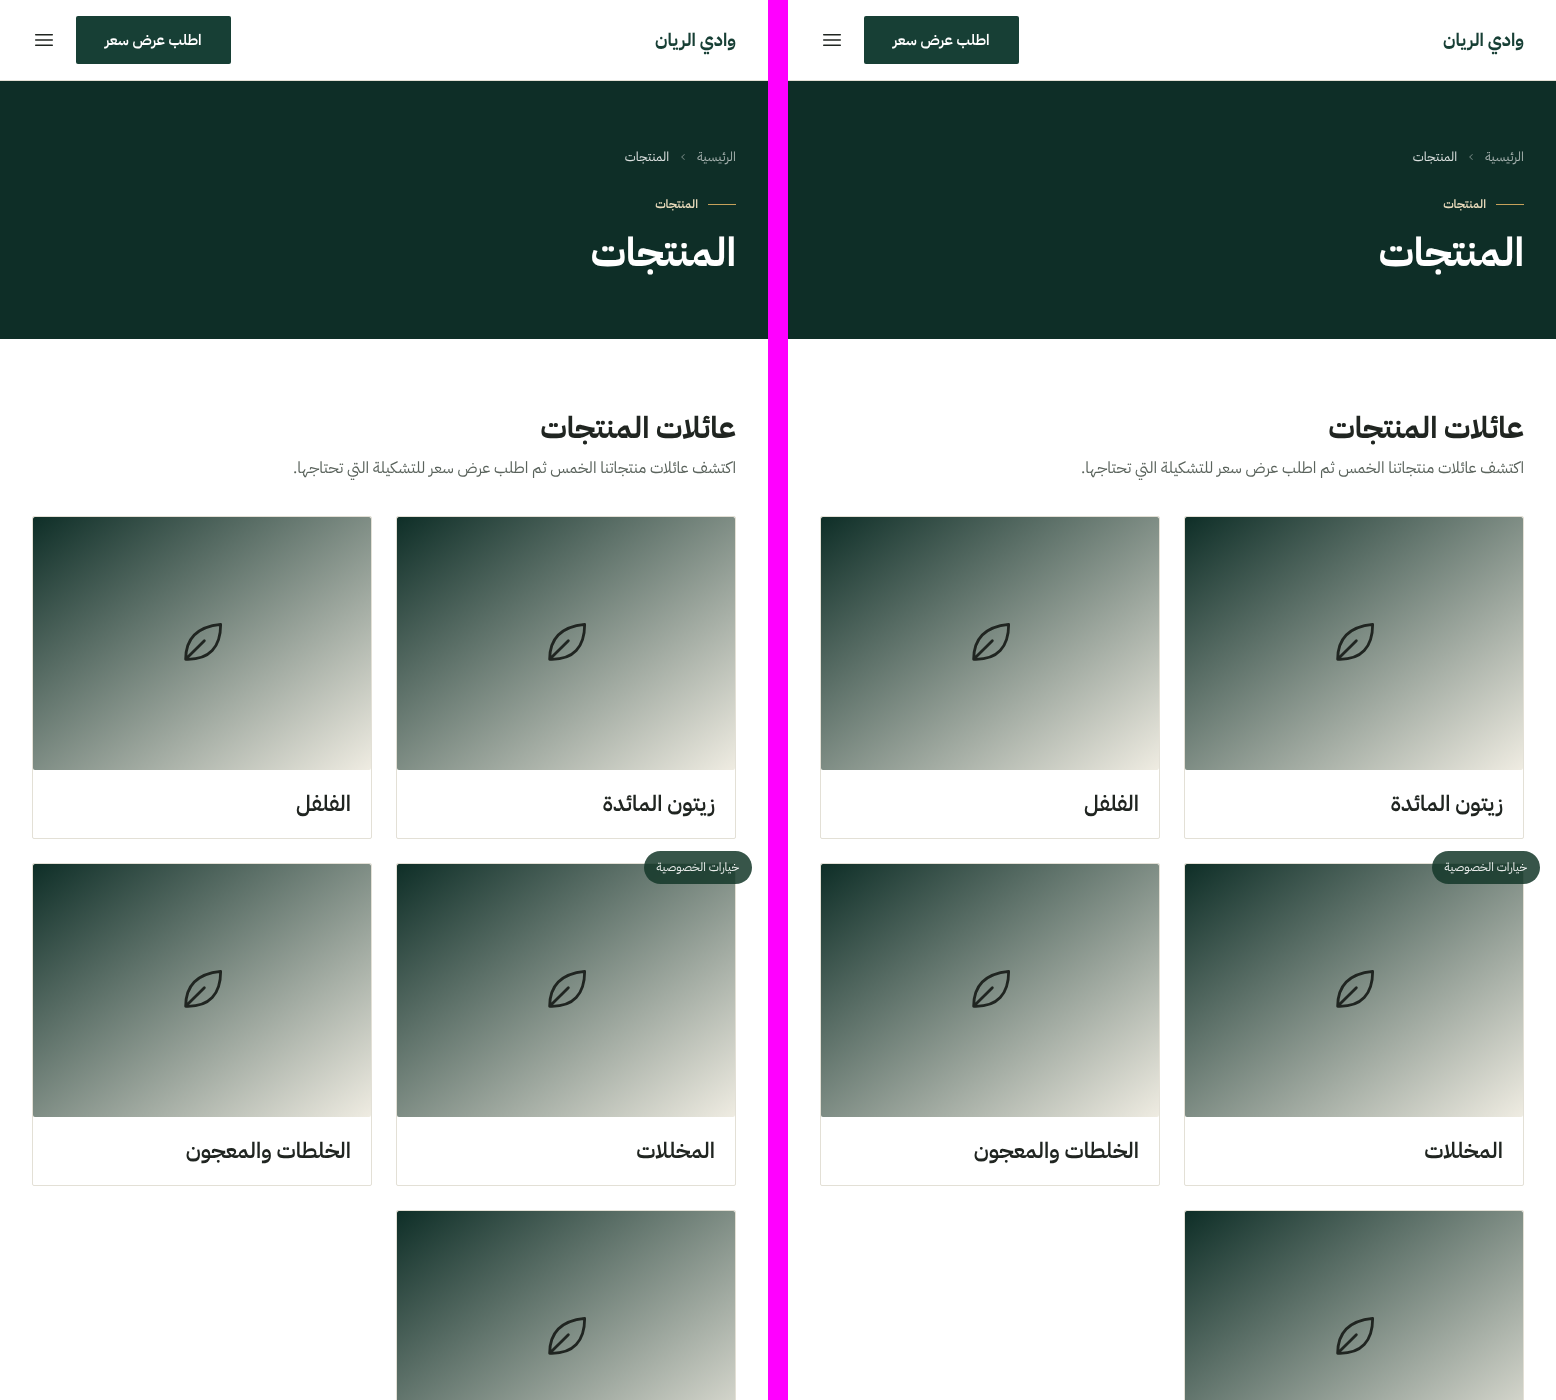 وادي الريان
اطلب عرض سعر
الرئيسية › المنتجات
المنتجات
المنتجات
عائلات المنتجات
اكتشف عائلات منتجاتنا الخمس ثم اطلب عرض سعر للتشكيلة التي تحتاجها.
زيتون المائدة
الفلفل
خيارات الخصوصية
المخللات
الخلطات والمعجون
وادي الريان
اطلب عرض سعر
الرئيسية › المنتجات
المنتجات
المنتجات
عائلات المنتجات
اكتشف عائلات منتجاتنا الخمس ثم اطلب عرض سعر للتشكيلة التي تحتاجها.
زيتون المائدة
الفلفل
خيارات الخصوصية
المخللات
الخلطات والمعجون